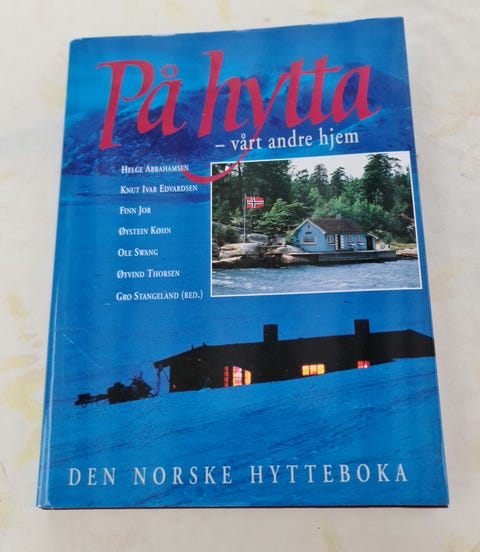 På hytta
– vårt andre hjem
Helge Abrahamsen
Knut Ivar Edvardsen
Finn Jor
Øystein Køhn
Ole Swang
Øyvind Thorsen
Gro Stangeland (red.)
DEN NORSKE HYTTEBOKA